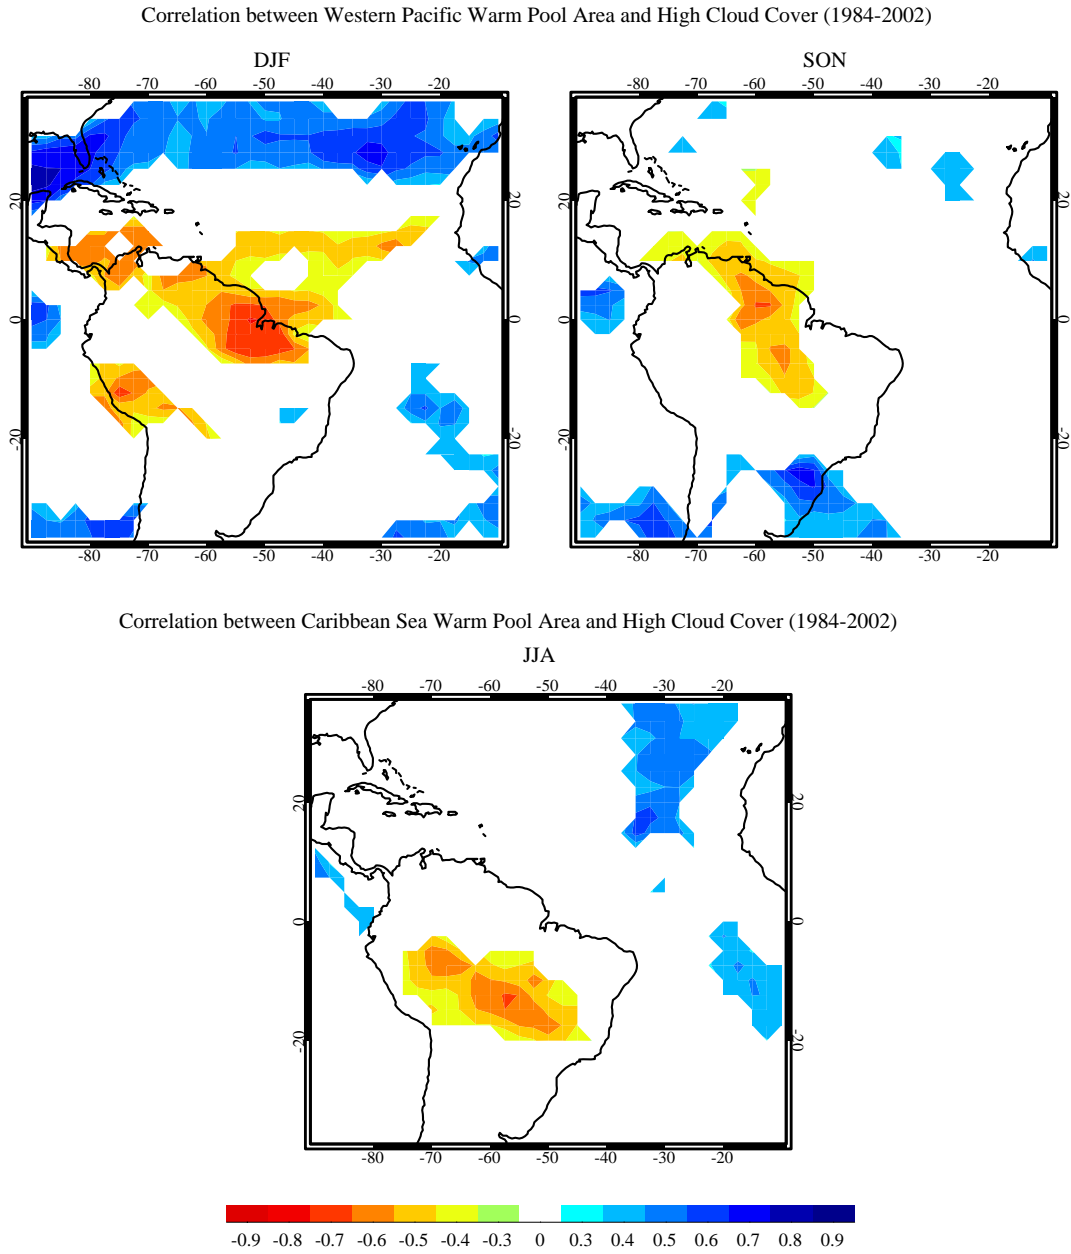 Correlation between Western Pacific Warm Pool Area and High Cloud Cover (1984-2002)
DJF SON
-80 -70 -60 -50 -40 -30 -20 -80 -70 -60 -50 -40 -30 -20
20 20 20 20
0 0 0 0
-20 -20 -20 -20
-80 -70 -60 -50 -40 -30 -20 -80 -70 -60 -50 -40 -30 -20
Correlation between Caribbean Sea Warm Pool Area and High Cloud Cover (1984-2002)
JJA
-80 -70 -60 -50 -40 -30 -20
20 20
0 0
-20 -20
-80 -70 -60 -50 -40 -30 -20
-0.9 -0.8 -0.7 -0.6 -0.5 -0.4 -0.3 0 0.3 0.4 0.5 0.6 0.7 0.8 0.9